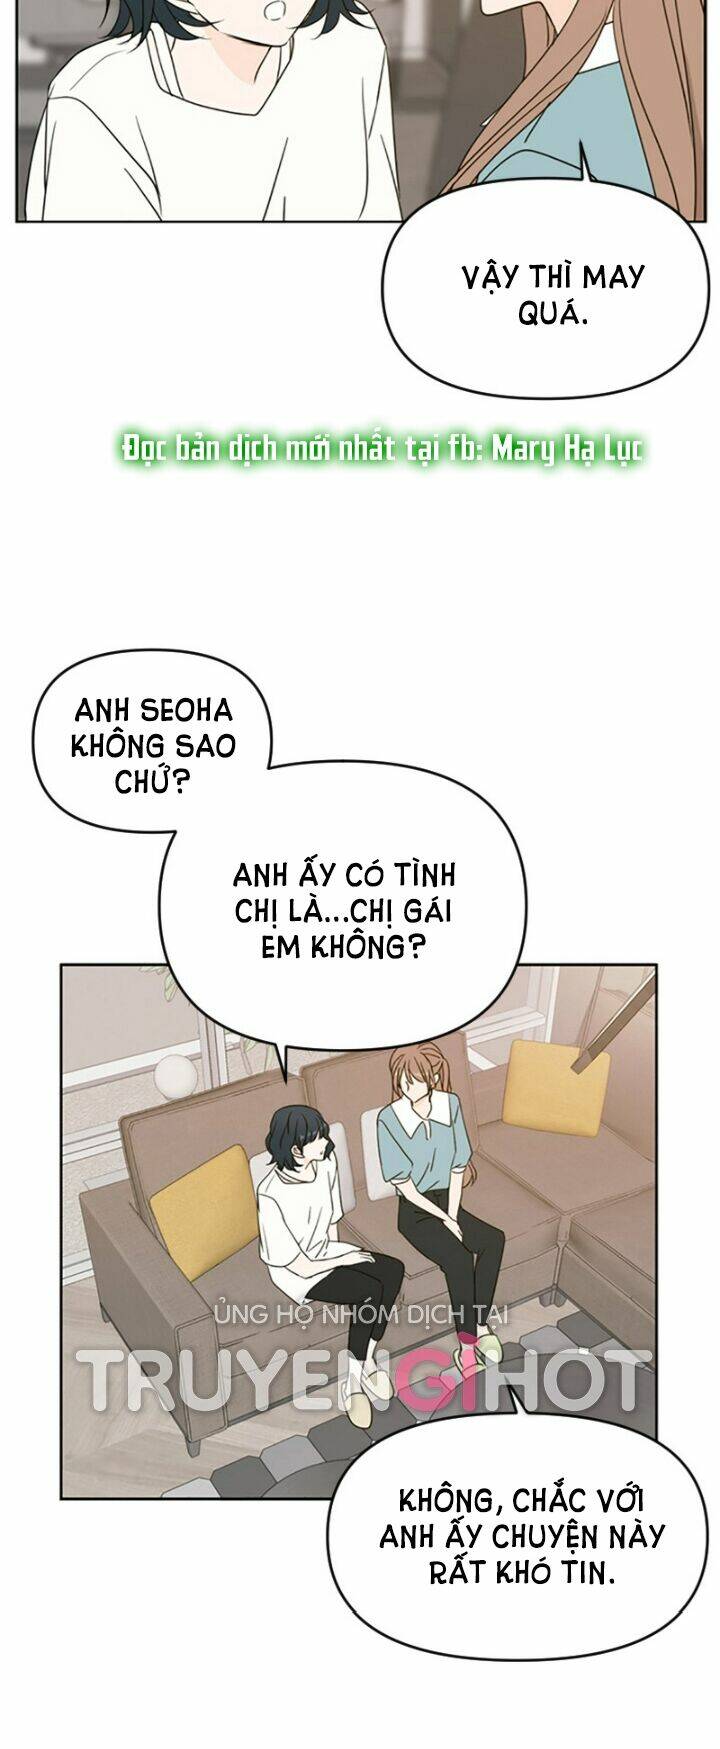 VẬY THÌ MAY
QUÁ.
Đọc bản dịch mới nhất tại fb: Mary Hạ Lục
ANH SEOHA
KHÔNG SAO
CHỨ?
ANH ẤY CÓ TÌNH
CHỊ LÀ...CHỊ GÁI
EM KHÔNG?
ỦNG HỘ NHÓM DỊCH TẠI
TRUYENGIHOT
KHÔNG, CHẮC VỚI
ANH ẤY CHUYỆN NÀY
RẤT KHÓ TIN.